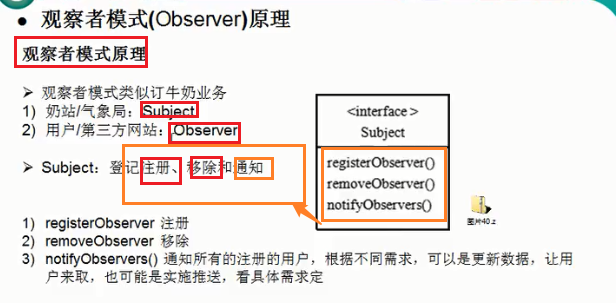 ● 观察者模式(Observer)原理
观察者模式原理
➢ 观察者模式类似订牛奶业务
1) 奶站/气象局：Subject
2) 用户/第三方网站：Observer
➢ Subject：登记注册、移除和通知
1) registerObserver 注册
2) removeObserver 移除
3) notifyObservers() 通知所有的注册的用户，根据不同需求，可以是更新数据，让用
户来取，也可能是实施推送，看具体需求定
<interface >
Subject
registerObserver()
removeObserver()
notifyObservers()
图片40.z